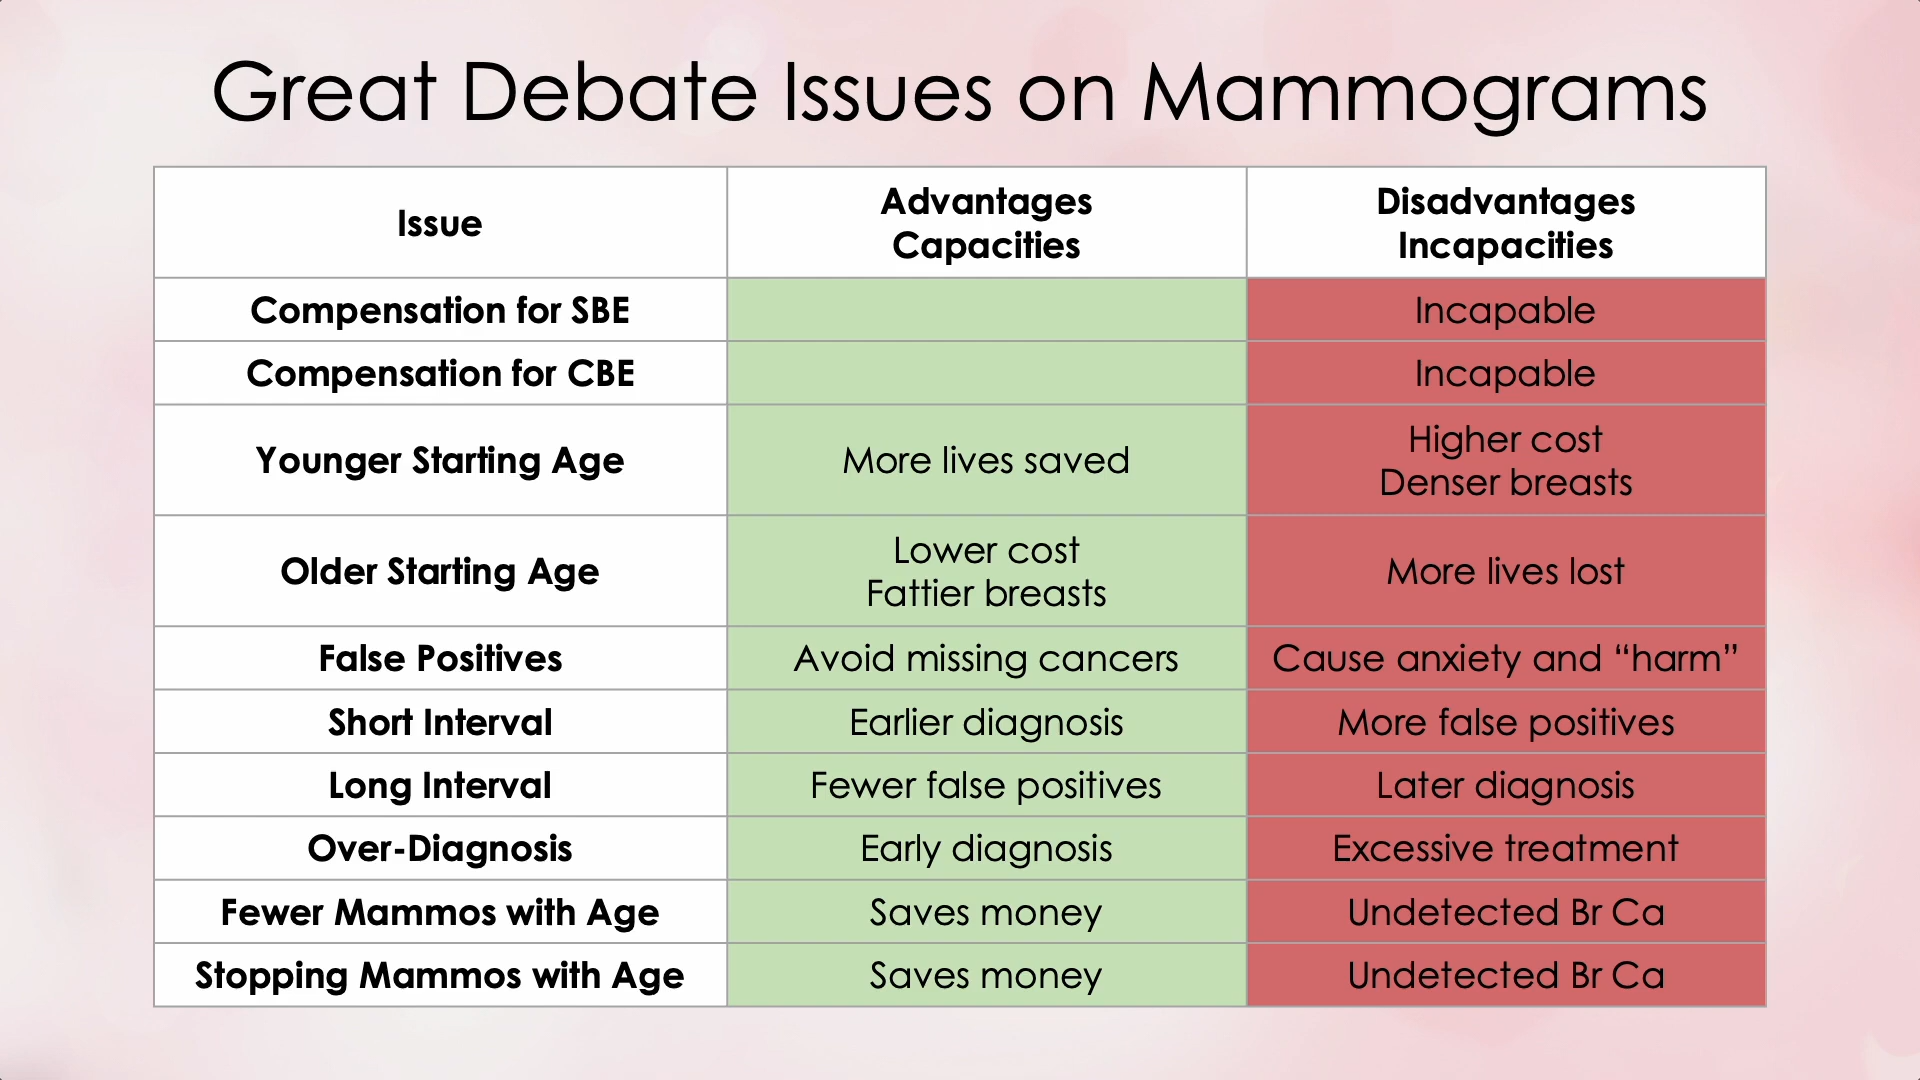 Great Debate Issues on Mammograms
Issue
Advantages
Capacities
Disadvantages
Incapacities
Compensation for SBE
Incapable
Compensation for CBE
Incapable
Younger Starting Age
More lives saved
Higher cost
Denser breasts
Older Starting Age
Lower cost
Fattier breasts
More lives lost
False Positives
Avoid missing cancers
Cause anxiety and “harm”
Short Interval
Earlier diagnosis
More false positives
Long Interval
Fewer false positives
Later diagnosis
Over-Diagnosis
Early diagnosis
Excessive treatment
Fewer Mammos with Age
Saves money
Undetected Br Ca
Stopping Mammos with Age
Saves money
Undetected Br Ca